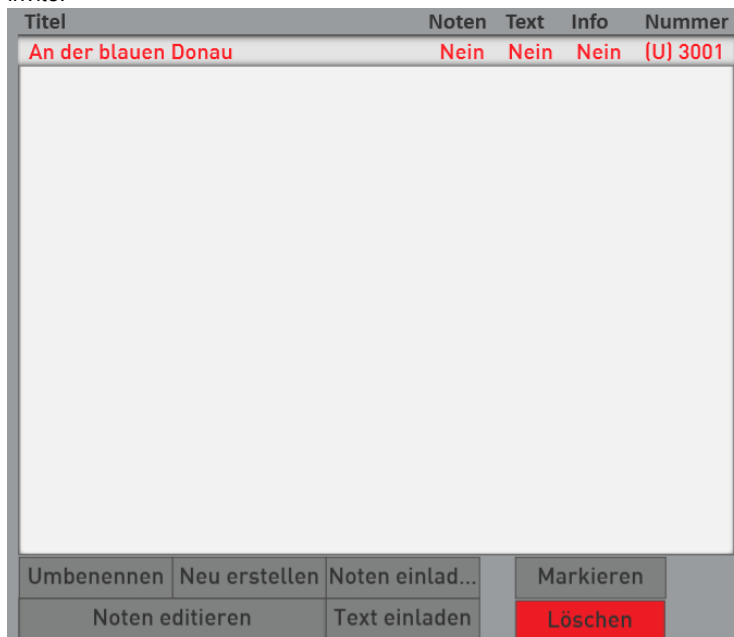 Titel Noten Text Info Nummer
An der blauen Donau Nein Nein Nein (U) 3001
Umbenennen Neu erstellen Noten einlad... Markieren
Noten editieren Text einladen Löschen